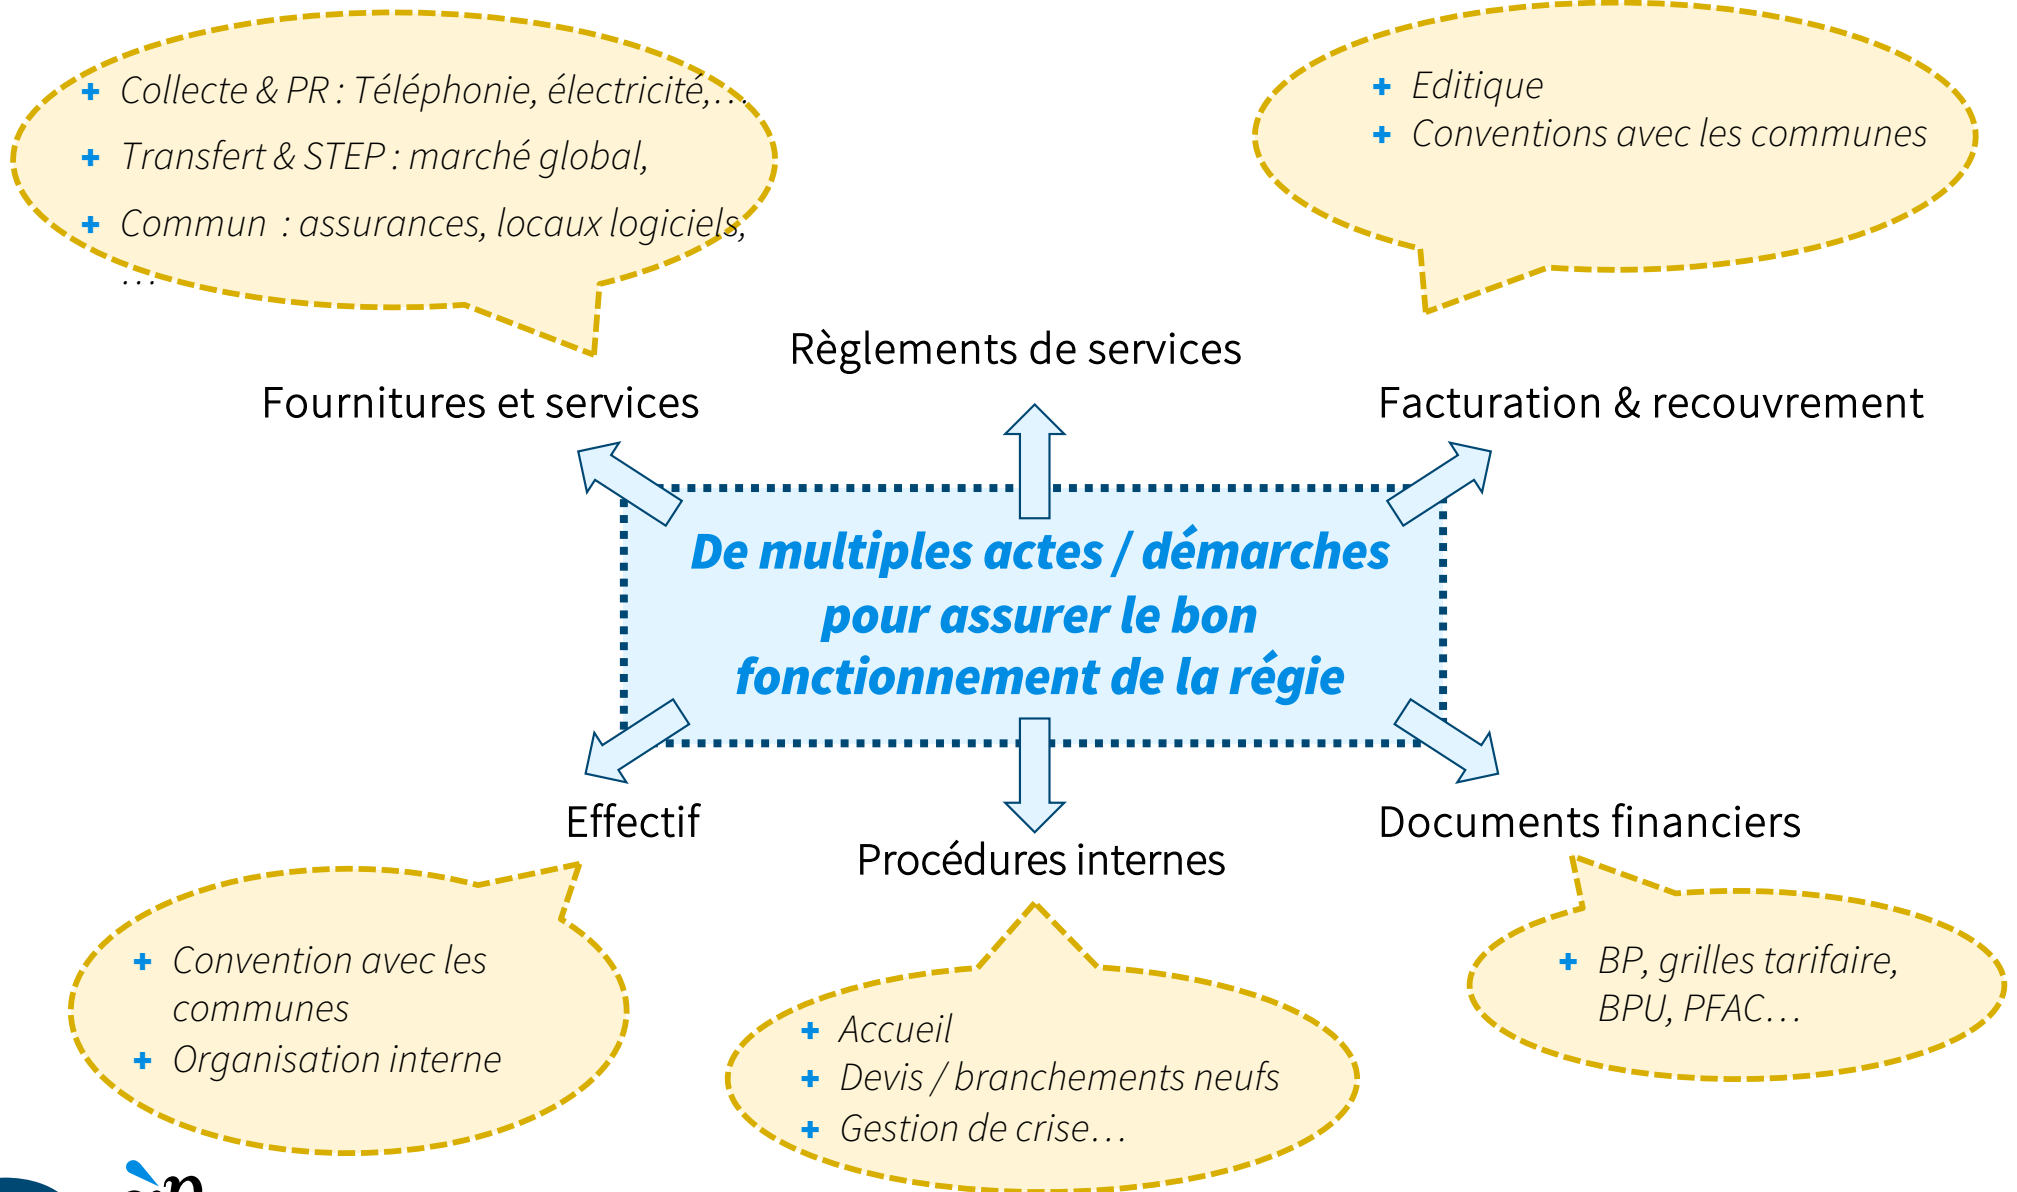 + Collecte & PR : Téléphonie, électricité,…
+ Transfert & STEP : marché global,
+ Commun : assurances, locaux logiciels,
…
+ Editique
+ Conventions avec les communes
Règlements de services
Fournitures et services
Facturation & recouvrement
De multiples actes / démarches
pour assurer le bon
fonctionnement de la régie
Effectif
Procédures internes
Documents financiers
+ Convention avec les
communes
+ Organisation interne
+ Accueil
+ Devis / branchements neufs
+ Gestion de crise…
+ BP, grilles tarifaire,
BPU, PFAC…